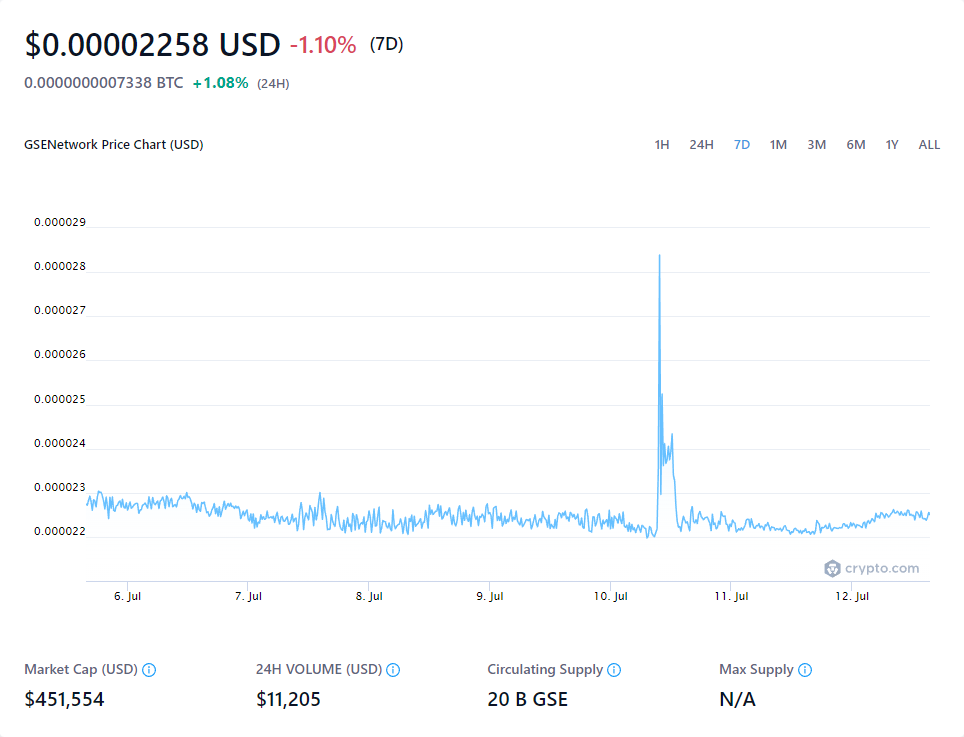 $0.00002258 USD -1.10% (7D)
0.0000000007338 BTC +1.08% (24H)
GSENetwork Price Chart (USD) 1H 24H 7D 1M 3M 6M 1Y ALL
0.000029
0.000028
0.000027
0.000026
0.000025
0.000024
0.000023
0.000022
crypto.com
6. Jul 7. Jul 8. Jul 9. Jul 10. Jul 11. Jul 12. Jul
Market Cap (USD) 24H VOLUME (USD) Circulating Supply Max Supply
$451,554 $11,205 20 B GSE N/A